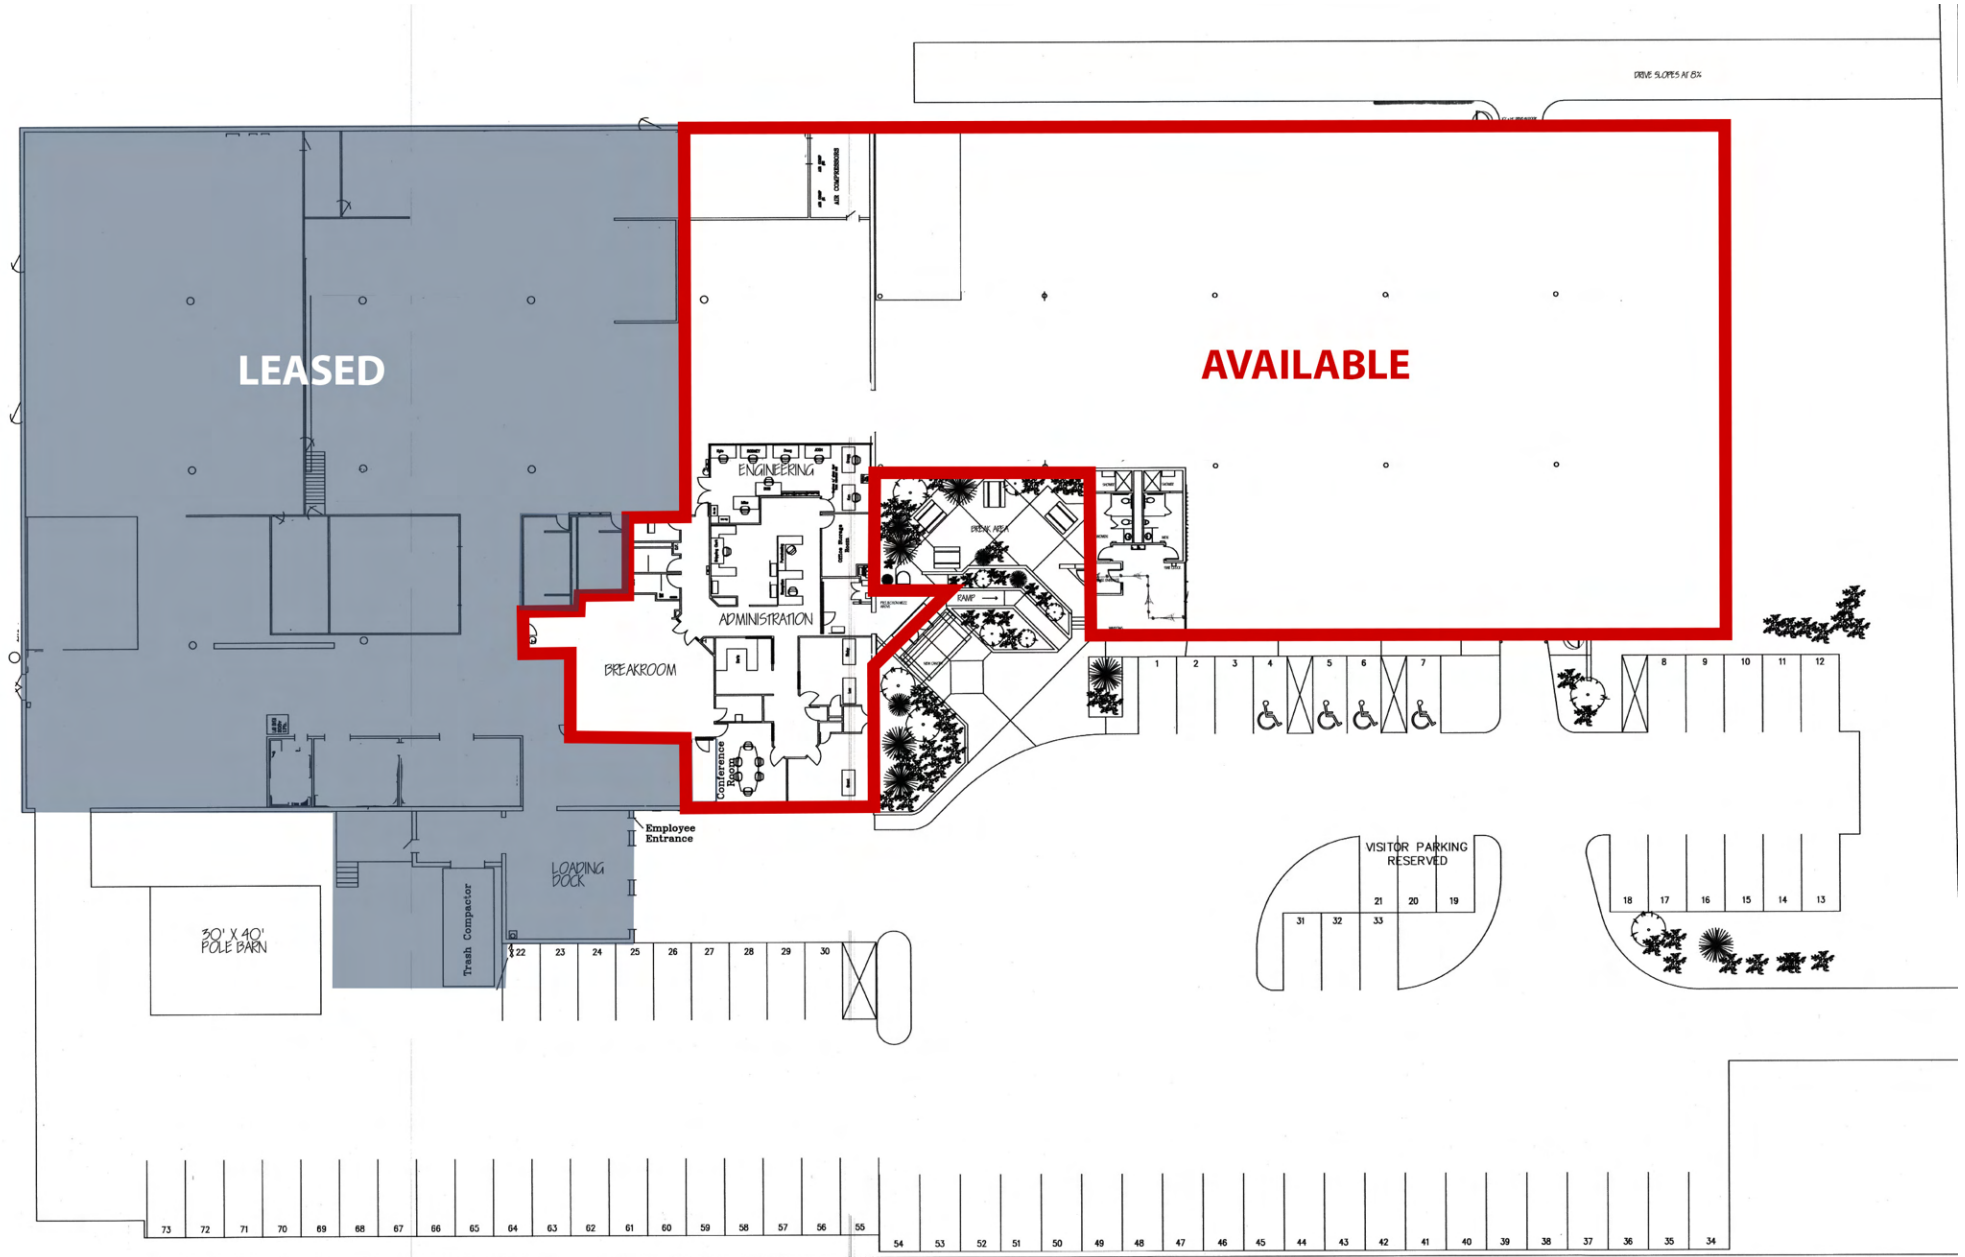 DRIVE SLOPES AT 8%
AIR COMPRESSORS
LEASED
AVAILABLE
ENGINEERING
Office Storage
Room
BREAK AREA
RAMP
ADMINISTRATION
BREAKROOM
Conference
Room
Employee
Entrance
LOADING
DOCK
Trash Compactor
30' X 40'
POLE BARN
1 2 3 4 5 6 7
8 9 10 11 12
VISITOR PARKING
RESERVED
21 20 19
31 32 33
18 17 16 15 14 13
22 23 24 25 26 27 28 29 30
73 72 71 70 69 68 67 66 65 64 63 62 61 60 59 58 57 56 55
54 53 52 51 50 49 48 47 46 45 44 43 42 41 40 39 38 37 36 35 34